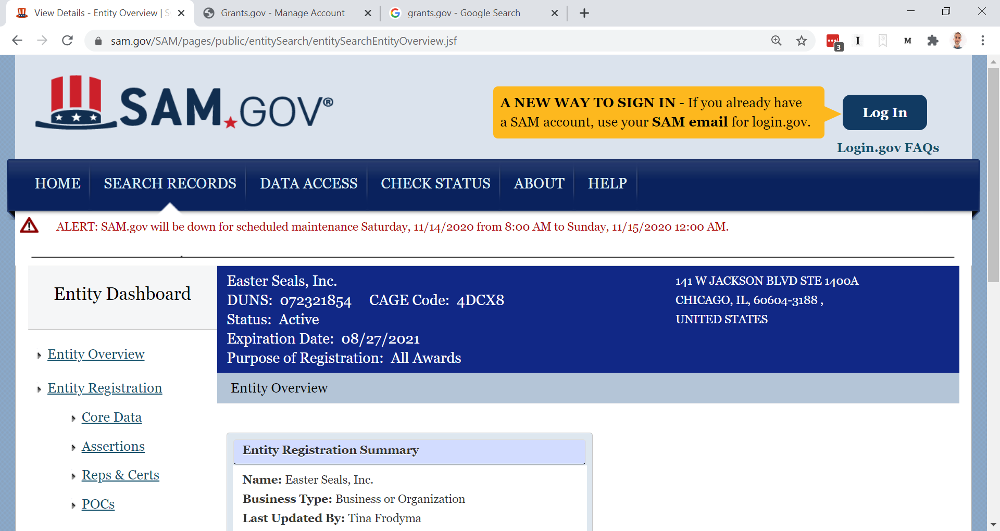 View Details - Entity Overview | S
Grants.gov - Manage Account
grants.gov - Google Search
sam.gov/SAM/pages/public/entitySearch/entitySearchEntityOverview.jsf
3
I
M
SAM.GOV®
A NEW WAY TO SIGN IN - If you already have
a SAM account, use your SAM email for login.gov.
Log In
Login.gov FAQs
HOME
SEARCH RECORDS
DATA ACCESS
CHECK STATUS
ABOUT
HELP
ALERT: SAM.gov will be down for scheduled maintenance Saturday, 11/14/2020 from 8:00 AM to Sunday, 11/15/2020 12:00 AM.
Entity Dashboard
Entity Overview
Entity Registration
Core Data
Assertions
Reps & Certs
POCs
Easter Seals, Inc.
DUNS: 072321854 CAGE Code: 4DCX8
Status: Active
Expiration Date: 08/27/2021
Purpose of Registration: All Awards
141 W JACKSON BLVD STE 1400A
CHICAGO, IL, 60604-3188 ,
UNITED STATES
Entity Overview
Entity Registration Summary
Name: Easter Seals, Inc.
Business Type: Business or Organization
Last Updated By: Tina Frodyma